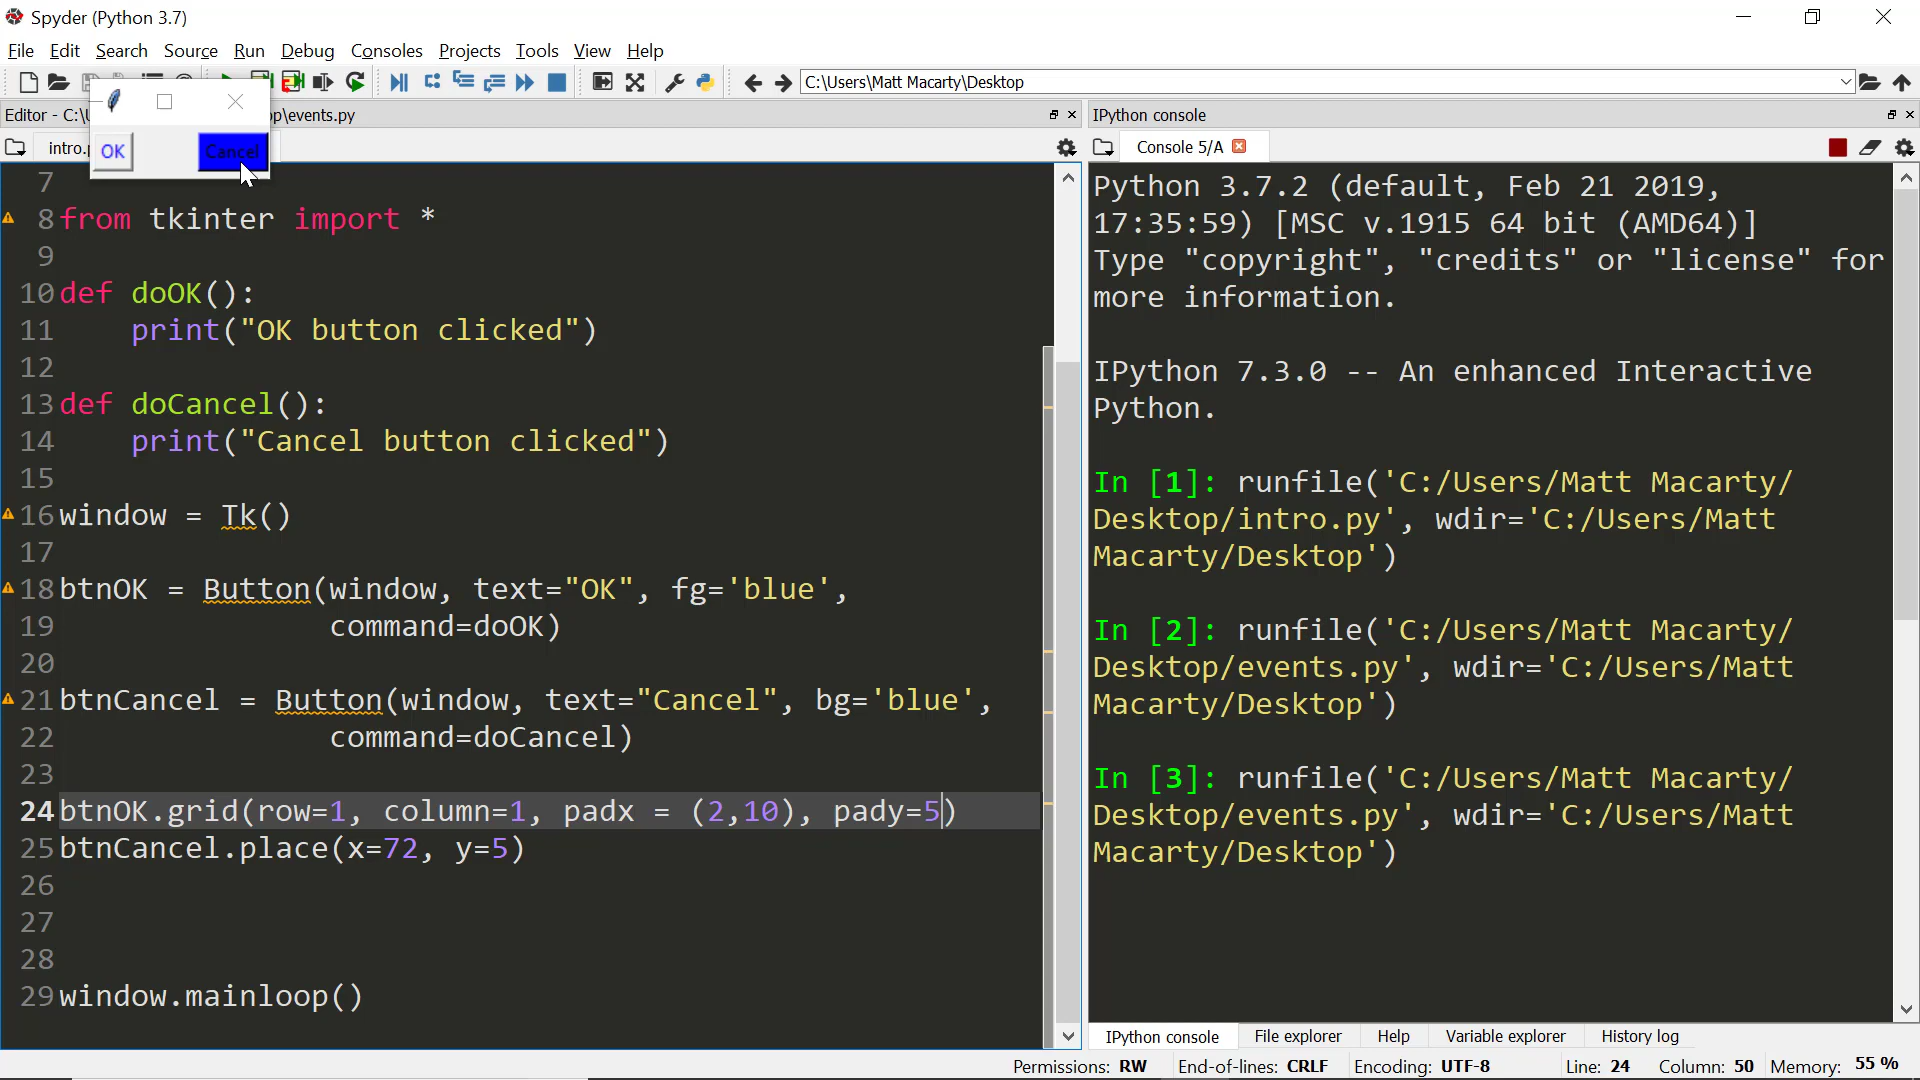 Spyder (Python 3.7)
File Edit Search Source Run Debug Consoles Projects Tools View Help
C:\Users\Matt Macarty\Desktop
Editor - C:\ p\events.py
IPython console
intro.
Console 5/A
OK Cancel
7
8 from tkinter import *
9
10 def doOK():
11 print("OK button clicked")
12
13 def doCancel():
14 print("Cancel button clicked")
15
16 window = Tk()
17
18 btnOK = Button(window, text="OK", fg='blue',
19 command=doOK)
20
21 btnCancel = Button(window, text="Cancel", bg='blue',
22 command=doCancel)
23
24 btnOK.grid(row=1, column=1, padx = (2,10), pady=5)
25 btnCancel.place(x=72, y=5)
26
27
28
29 window.mainloop()
Python 3.7.2 (default, Feb 21 2019,
17:35:59) [MSC v.1915 64 bit (AMD64)]
Type "copyright", "credits" or "license" for
more information.
IPython 7.3.0 -- An enhanced Interactive
Python.
In [1]: runfile('C:/Users/Matt Macarty/
Desktop/intro.py', wdir='C:/Users/Matt
Macarty/Desktop')
In [2]: runfile('C:/Users/Matt Macarty/
Desktop/events.py', wdir='C:/Users/Matt
Macarty/Desktop')
In [3]: runfile('C:/Users/Matt Macarty/
Desktop/events.py', wdir='C:/Users/Matt
Macarty/Desktop')
IPython console File explorer Help Variable explorer History log
Permissions: RW End-of-lines: CRLF Encoding: UTF-8 Line: 24 Column: 50 Memory: 55 %